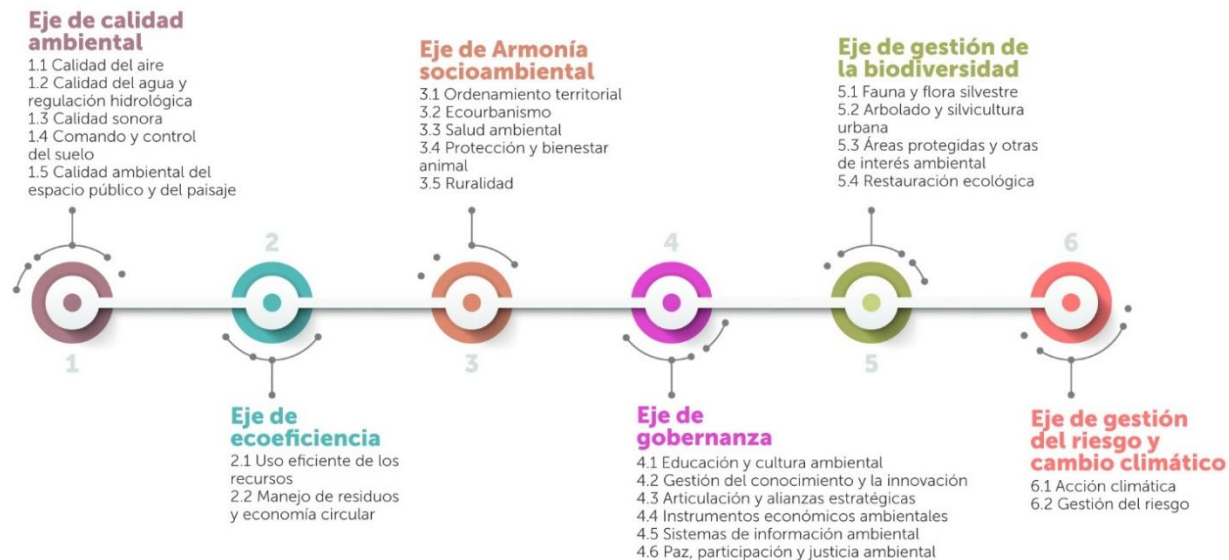 Eje de calidad
ambiental
1.1 Calidad del aire
1.2 Calidad del agua y
regulación hidrológica
1.3 Calidad sonora
1.4 Comando y control
del suelo
1.5 Calidad ambiental del
espacio público y del paisaje
1
2
Eje de
ecoeficiencia
2.1 Uso eficiente de los
recursos
2.2 Manejo de residuos
y economía circular
Eje de Armonía
socioambiental
3.1 Ordenamiento territorial
3.2 Ecourbanismo
3.3 Salud ambiental
3.4 Protección y bienestar
animal
3.5 Ruralidad
3
4
Eje de
gobernanza
4.1 Educación y cultura ambiental
4.2 Gestión del conocimiento y la innovación
4.3 Articulación y alianzas estratégicas
4.4 Instrumentos económicos ambientales
4.5 Sistemas de información ambiental
4.6 Paz, participación y justicia ambiental
Eje de gestión de
la biodiversidad
5.1 Fauna y flora silvestre
5.2 Arbolado y silvicultura
urbana
5.3 Áreas protegidas y otras
de interés ambiental
5.4 Restauración ecológica
5
6
Eje de gestión
del riesgo y
cambio climático
6.1 Acción climática
6.2 Gestión del riesgo